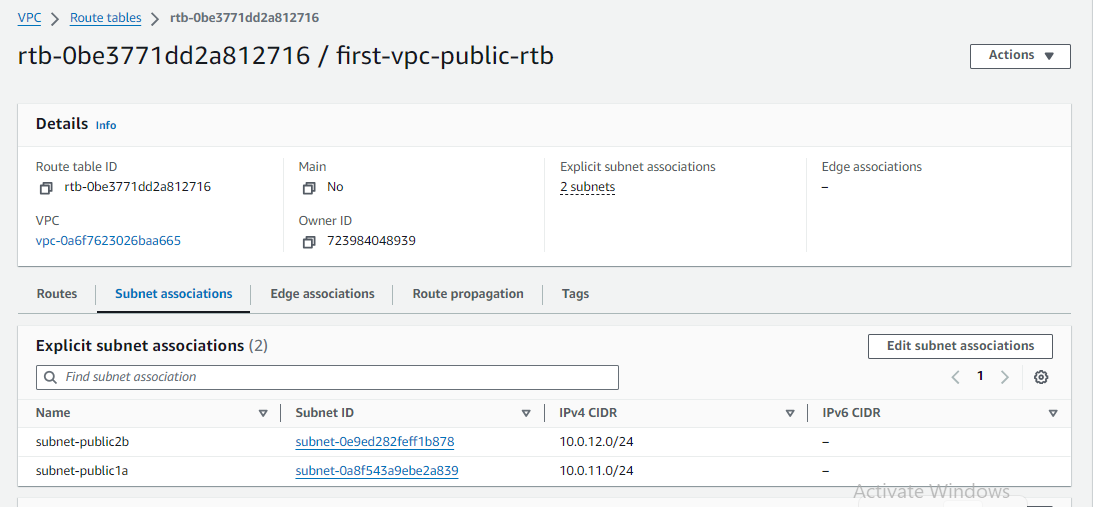 VPC > Route tables > rtb-0be3771dd2a812716
rtb-0be3771dd2a812716 / first-vpc-public-rtb
Actions
Details Info
Route table ID
rtb-0be3771dd2a812716
Main
No
Explicit subnet associations
2 subnets
Edge associations
–
VPC
vpc-0a6f7623026baa665
Owner ID
723984048939
Routes
Subnet associations
Edge associations
Route propagation
Tags
Explicit subnet associations (2)
Edit subnet associations
Find subnet association
1
Name Subnet ID IPv4 CIDR IPv6 CIDR
subnet-public2b subnet-0e9ed282feff1b878 10.0.12.0/24 –
subnet-public1a subnet-0a8f543a9ebe2a839 10.0.11.0/24 –
Activate Windows